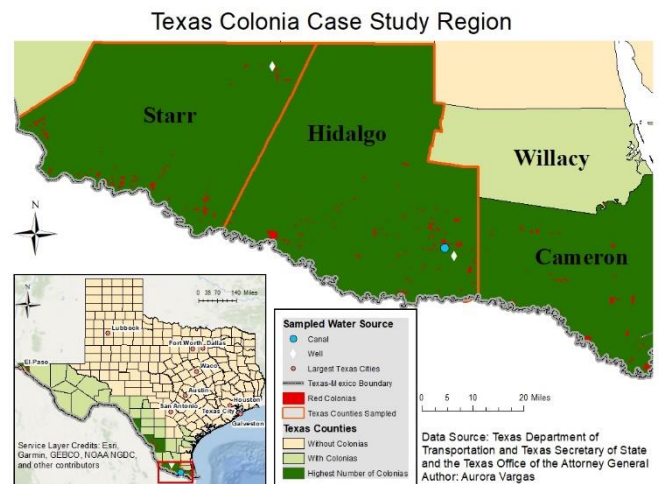 Texas Colonia Case Study Region
Starr
Hidalgo
Willacy
Cameron
N
N
0 35 70 140 Miles
Lubbock
Fort Worth
Dallas
El Paso
Waco
Austin
San Antonio
Houston
Texas City
Galveston
Service Layer Credits: Esri,
Garmin, GEBCO, NOAA NGDC,
and other contributors
Sampled Water Source
Canal
Well
Largest Texas Cities
Texas-Mexico Boundary
Red Colonias
Texas Counties Sampled
Texas Counties
Without Colonias
With Colonias
Highest Number of Colonias
0 5 10 20 Miles
Data Source: Texas Department of
Transportation and Texas Secretary of State
and the Texas Office of the Attorney General
Author: Aurora Vargas